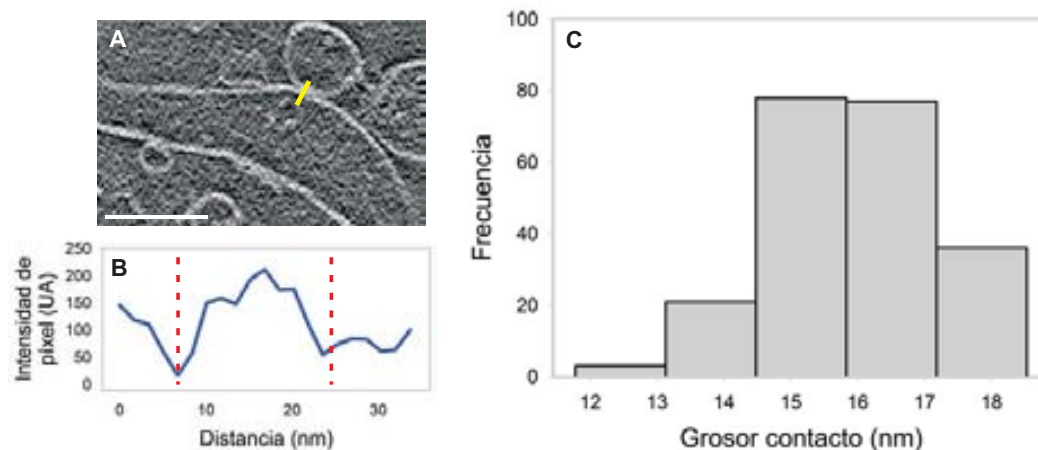 A
B
250
200
150
100
50
0
Intensidad de
píxel (UA)
0 10 20 30
Distancia (nm)
C
100
80
60
40
20
0
Frecuencia
12 13 14 15 16 17 18
Grosor contacto (nm)